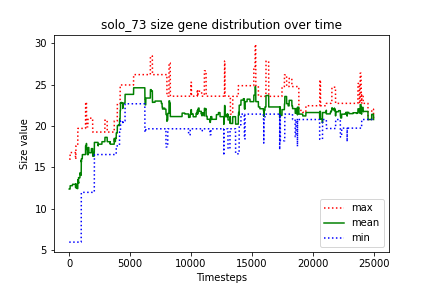 solo_73 size gene distribution over time
30
25
20
15
10
5
Size value
max
mean
min
0 5000 10000 15000 20000 25000
Timesteps